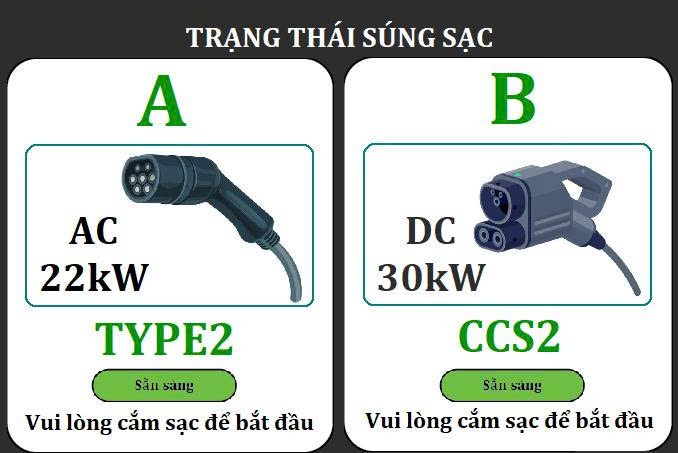 TRẠNG THÁI SÚNG SẠC
A
AC
22kW
TYPE2
Sẵn sàng
Vui lòng cắm sạc để bắt đầu
B
DC
30kW
CCS2
Sẵn sàng
Vui lòng cắm sạc để bắt đầu